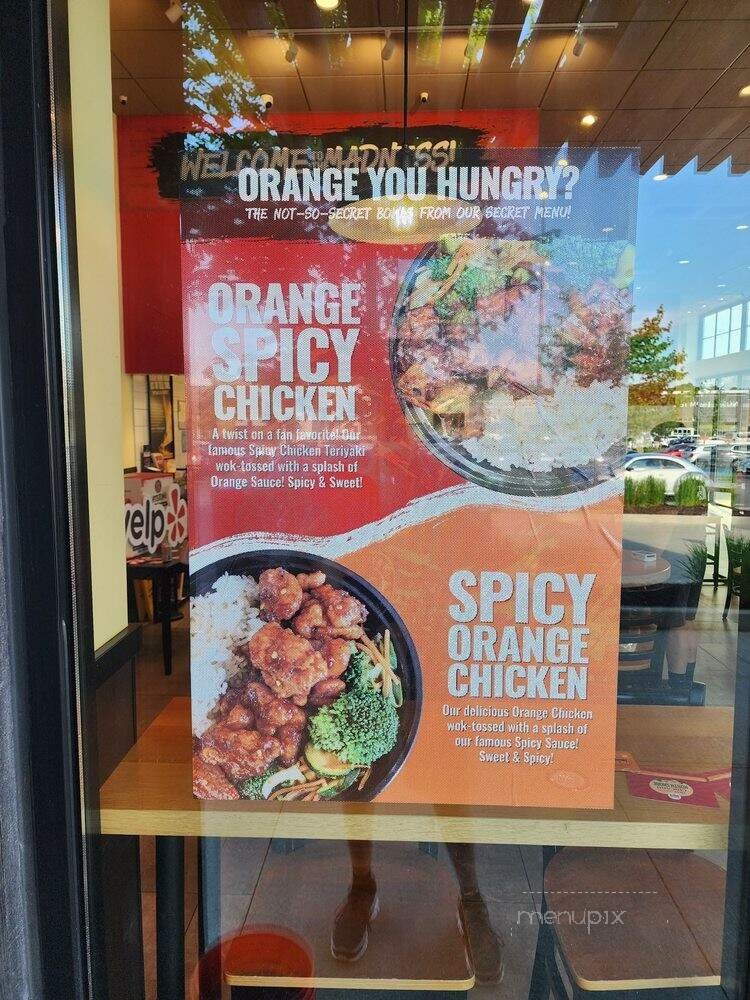 WELCOME MADNESS!
ORANGE YOU HUNGRY?
THE NOT-SO-SECRET BOWLS FROM OUR SECRET MENU!
ORANGE
SPICY
CHICKEN
A twist on a fan favorite! Our
famous Spicy Chicken Teriyaki
wok-tossed with a splash of
Orange Sauce! Spicy & Sweet!
yelp
SPICY
ORANGE
CHICKEN
Our delicious Orange Chicken
wok-tossed with a splash of
our famous Spicy Sauce!
Sweet & Spicy!
menupix